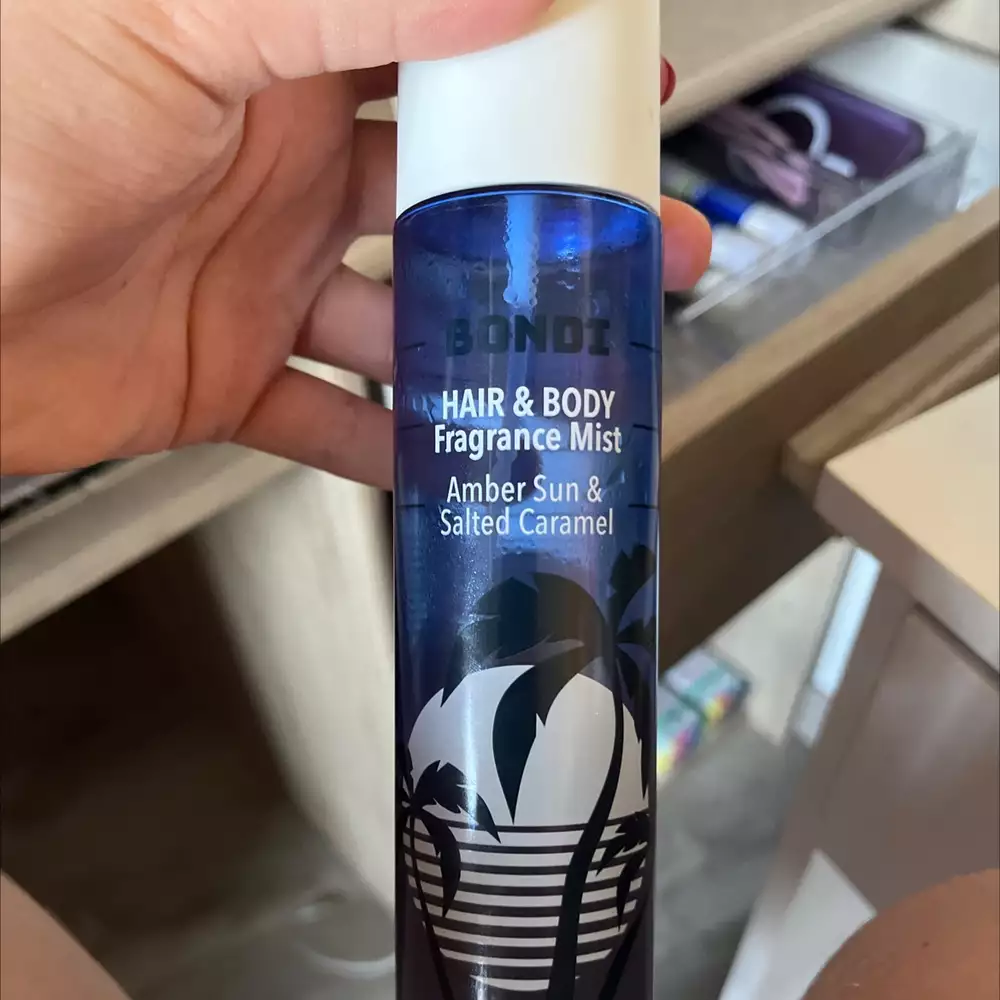 BONDI
HAIR & BODY
Fragrance Mist
Amber Sun &
Salted Caramel